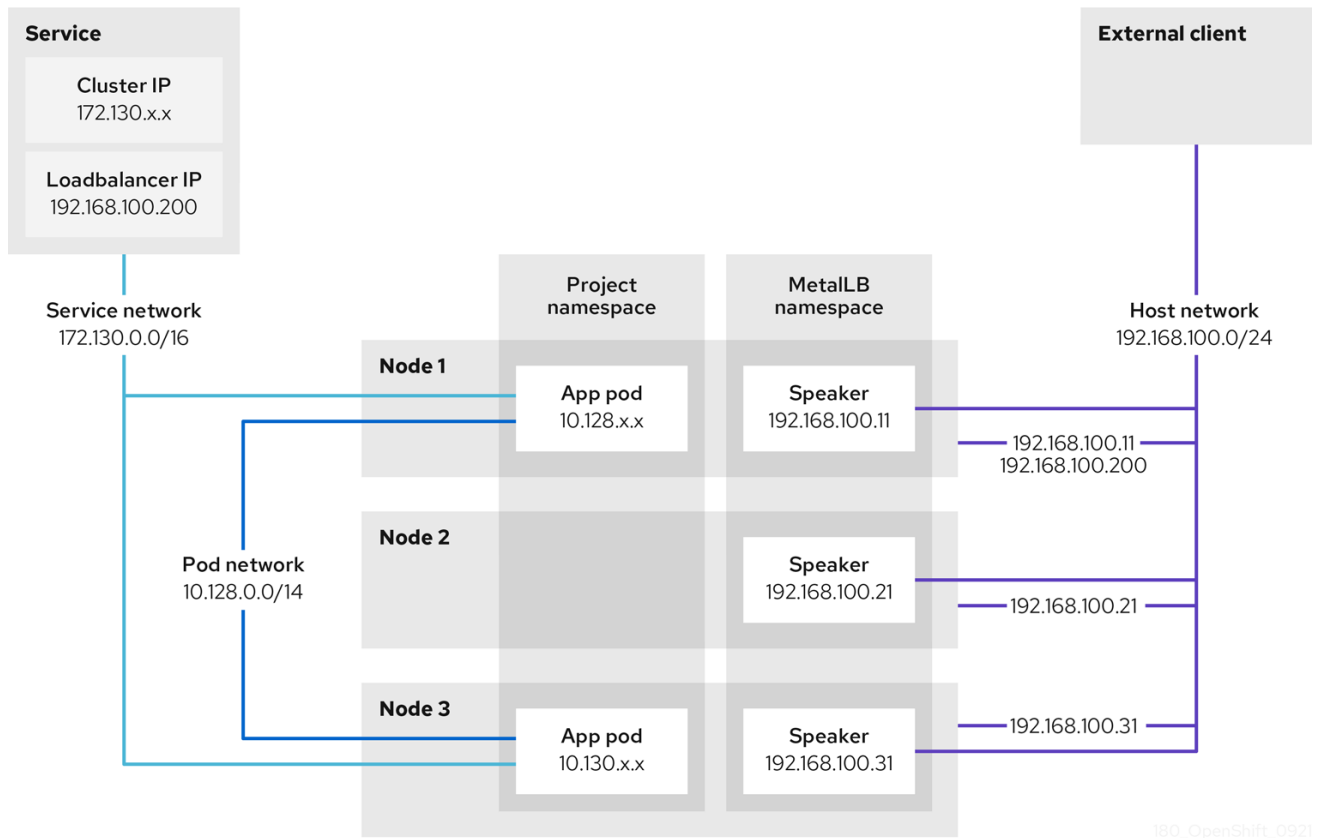 Service
Cluster IP
172.130.x.x
Loadbalancer IP
192.168.100.200
External client
Service network
172.130.0.0/16
Project
namespace
MetalLB
namespace
Host network
192.168.100.0/24
Node 1
App pod
10.128.x.x
Speaker
192.168.100.11
192.168.100.11
192.168.100.200
Pod network
10.128.0.0/14
Node 2
Speaker
192.168.100.21
192.168.100.21
Node 3
App pod
10.130.x.x
Speaker
192.168.100.31
192.168.100.31
180_OpenShift_0921